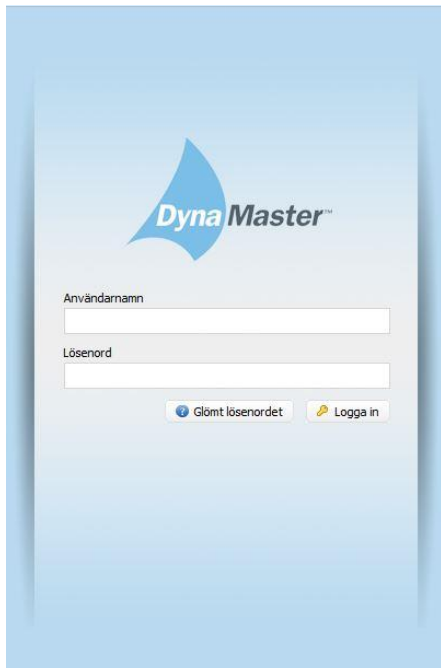 DynaMaster™
Användarnamn
Lösenord
Glömt lösenordet
Logga in